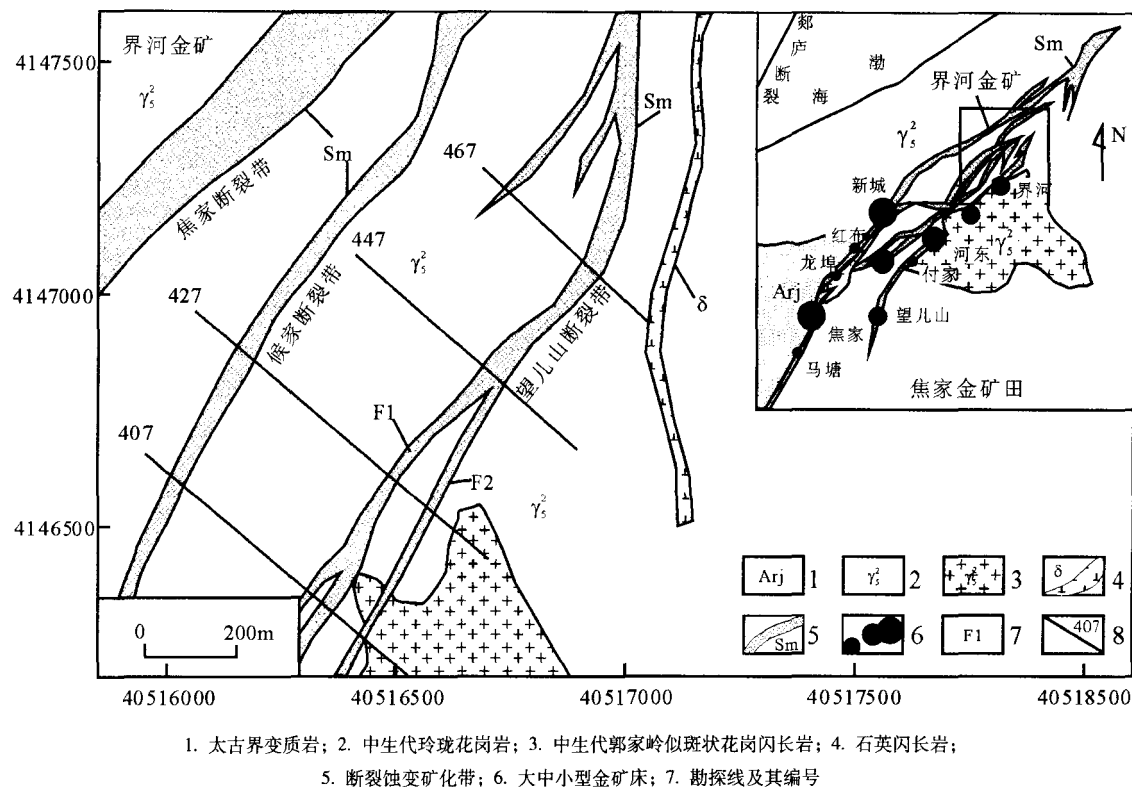 界河金矿
γ₅²
4147500
Sm
焦家断裂带
467
Sm
447
γ₅²
4147000
427
候家断裂带
望儿山断裂带
δ
F1
407
F2
γ₅²
4146500
0 200m
40516000
40516500
40517000
40517500
40518500
郯庐断裂
渤海
Sm
界河金矿
γ₅²
N
新城
界河
红布
γ₅²
龙埠
河东
付家
Arj
焦家
望儿山
马塘
焦家金矿田
Arj 1
γ₅² 2
γ₅² 3
δ 4
Sm 5
6
F1 7
407 8
1. 太古界变质岩; 2. 中生代玲珑花岗岩; 3. 中生代郭家岭似斑状花岗闪长岩; 4. 石英闪长岩;
5. 断裂蚀变矿化带; 6. 大中小型金矿床; 7. 勘探线及其编号